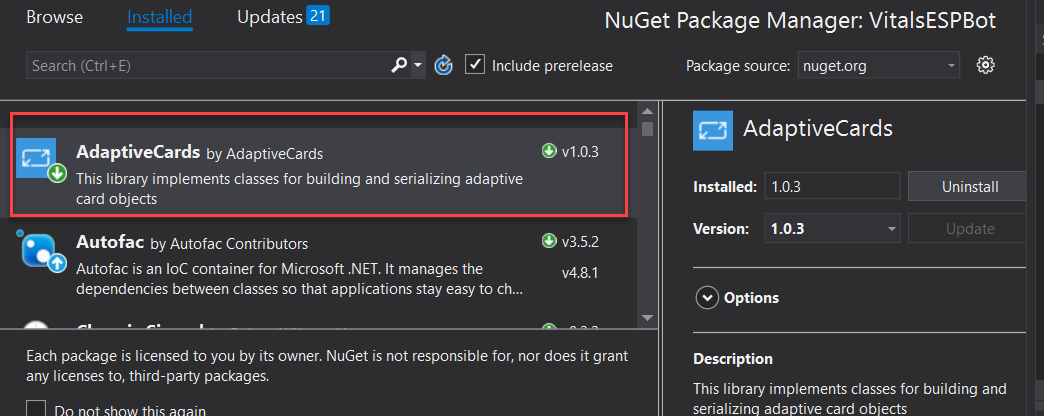 Browse
Installed
Updates 21
NuGet Package Manager: VitalsESPBot
Search (Ctrl+E)
Include prerelease
Package source: nuget.org
AdaptiveCards by AdaptiveCards
v1.0.3
This library implements classes for building and serializing adaptive
card objects
Autofac by Autofac Contributors
v3.5.2
v4.8.1
Autofac is an IoC container for Microsoft .NET. It manages the
dependencies between classes so that applications stay easy to ch...
Each package is licensed to you by its owner. NuGet is not responsible for, nor does it grant
any licenses to, third-party packages.
Do not show this again
AdaptiveCards
Installed: 1.0.3
Uninstall
Version: 1.0.3
Update
Options
Description
This library implements classes for building and
serializing adaptive card objects